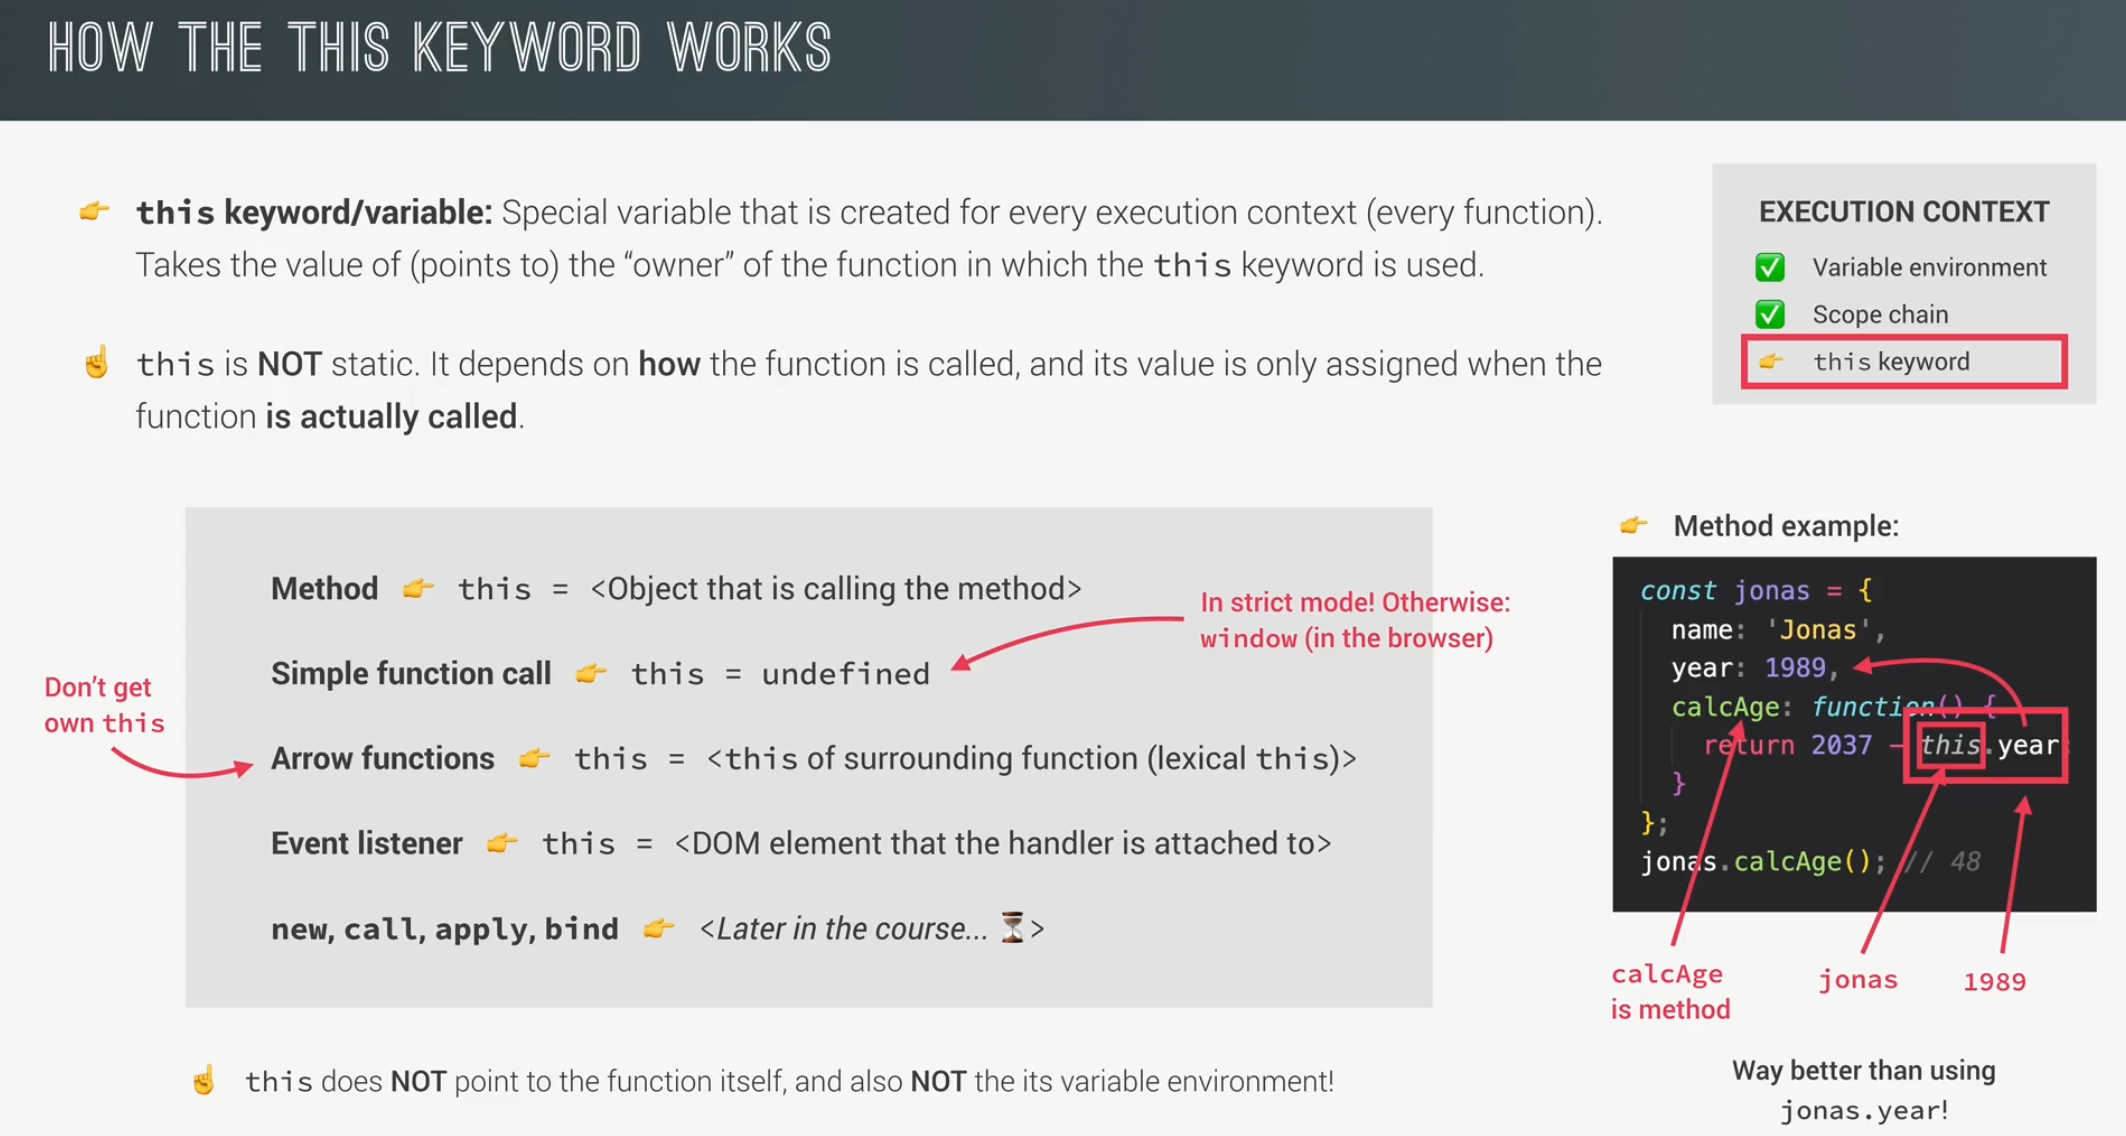 HOW THE THIS KEYWORD WORKS
👉 this keyword/variable: Special variable that is created for every execution context (every function).
Takes the value of (points to) the “owner” of the function in which the this keyword is used.
☝️ this is NOT static. It depends on how the function is called, and its value is only assigned when the
function is actually called.
EXECUTION CONTEXT
✅ Variable environment
✅ Scope chain
👉 this keyword
Method 👉 this = <Object that is calling the method>
In strict mode! Otherwise:
window (in the browser)
Simple function call 👉 this = undefined
Don’t get
own this
Arrow functions 👉 this = <this of surrounding function (lexical this)>
Event listener 👉 this = <DOM element that the handler is attached to>
new, call, apply, bind 👉 <Later in the course... ⏳>
☝️ this does NOT point to the function itself, and also NOT the its variable environment!
👉 Method example:
const jonas = {
name: 'Jonas',
year: 1989,
calcAge: function() {
return 2037 - this.year;
}
};
jonas.calcAge(); // 48
calcAge
is method
jonas
1989
Way better than using
jonas.year!